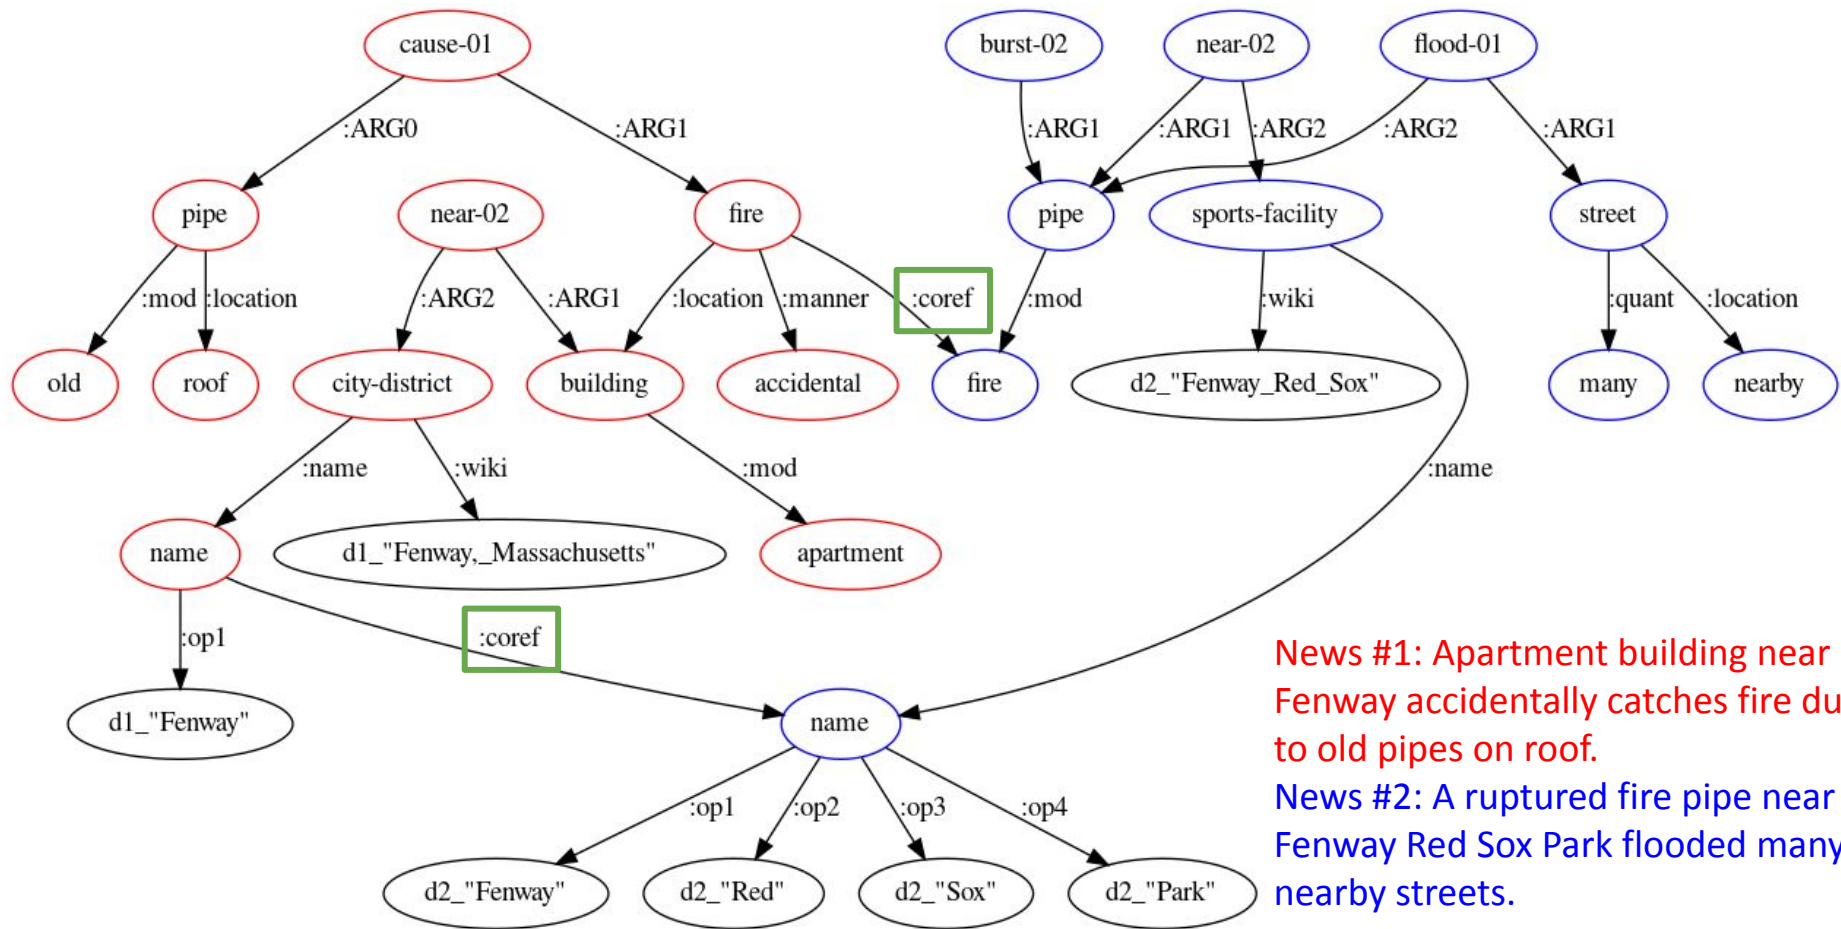 cause-01
burst-02
near-02
flood-01
:ARG0
:ARG1
:ARG1
:ARG1
:ARG2
:ARG2
:ARG1
pipe
near-02
fire
pipe
sports-facility
street
:mod
:location
:ARG2
:ARG1
:location
:manner
:coref
:mod
:wiki
:quant
:location
old
roof
city-district
building
accidental
fire
d2_"Fenway_Red_Sox"
many
nearby
:name
:wiki
:mod
:name
name
d1_"Fenway,_Massachusetts"
apartment
:op1
:coref
d1_"Fenway"
name
:op1
:op2
:op3
:op4
d2_"Fenway"
d2_"Red"
d2_"Sox"
d2_"Park"
News #1: Apartment building near
Fenway accidentally catches fire du
to old pipes on roof.
News #2: A ruptured fire pipe near
Fenway Red Sox Park flooded many
nearby streets.